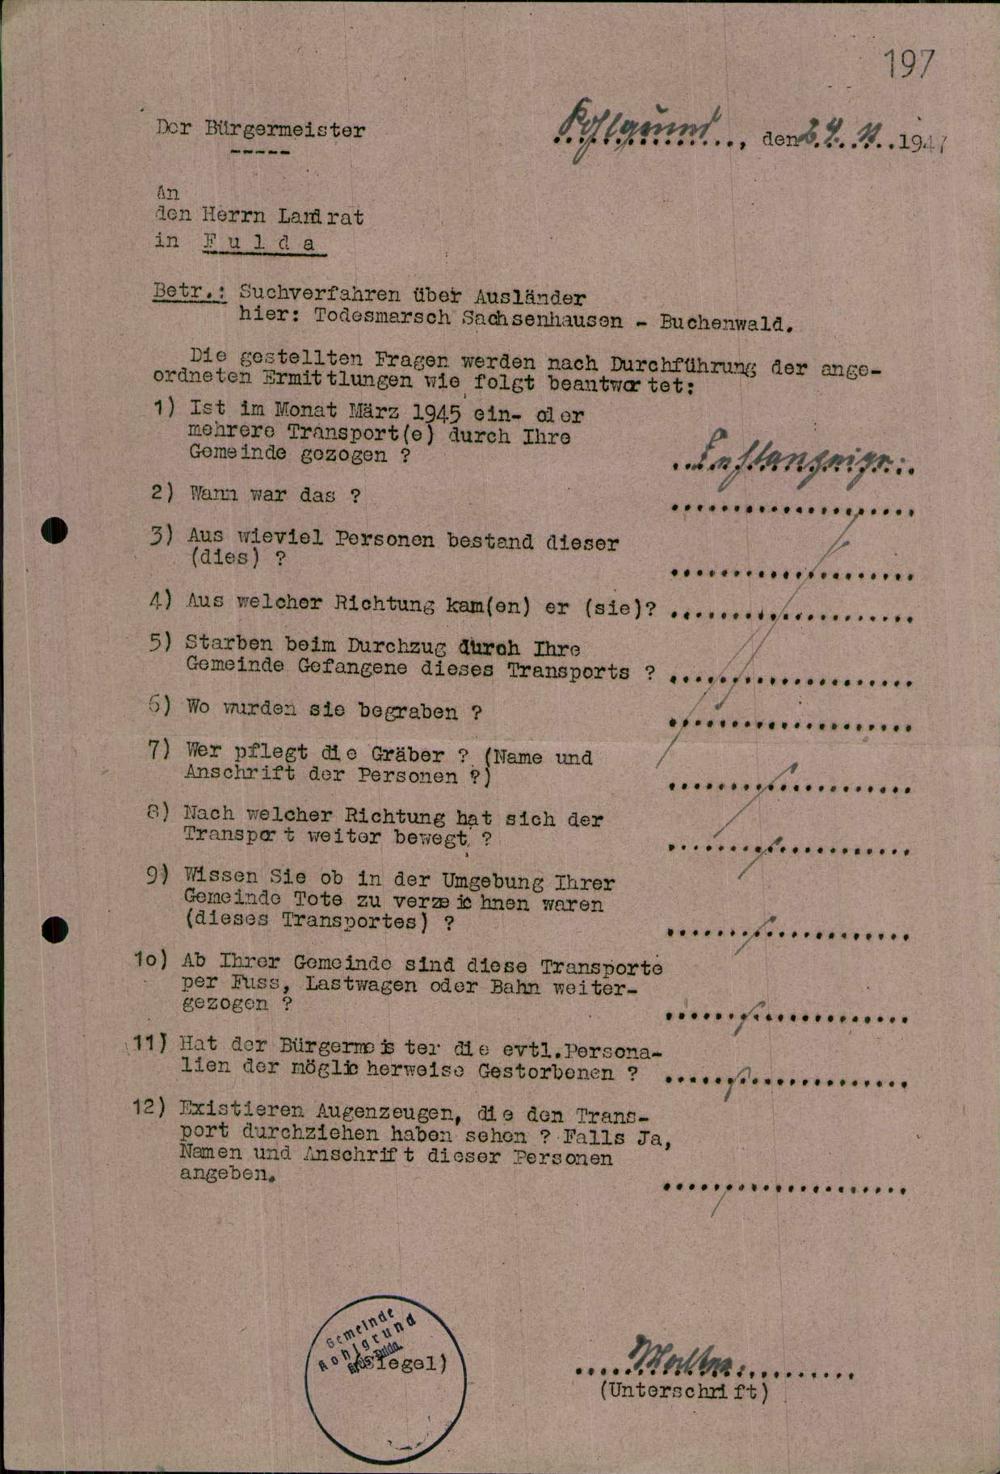 197
Der Bürgermeister
-----
Kohlgrund, den 24. 11. 1947
An
den Herrn Landrat
in Fulda
Betr.: Suchverfahren über Ausländer
hier: Todesmarsch Sachsenhausen - Buchenwald.
Die gestellten Fragen werden nach Durchführung der ange-
ordneten Ermittlungen wie folgt beantwortet:
1) Ist im Monat März 1945 ein- oder
mehrere Transport(e) durch Ihre
Gemeinde gezogen ? Fehlanzeige.
2) Wann war das ?
3) Aus wieviel Personen bestand dieser
(dies) ?
4) Aus welcher Richtung kam(en) er (sie)?
5) Starben beim Durchzug durch Ihre
Gemeinde Gefangene dieses Transports ?
6) Wo wurden sie begraben ?
7) Wer pflegt die Gräber ? (Name und
Anschrift der Personen ?)
8) Nach welcher Richtung hat sich der
Transport weiter bewegt ?
9) Wissen Sie ob in der Umgebung Ihrer
Gemeinde Tote zu verzeichnen waren
(dieses Transportes) ?
1o) Ab Ihrer Gemeinde sind diese Transporte
per Fuss, Lastwagen oder Bahn weiter-
gezogen ?
11) Hat der Bürgermeister die evtl.Persona-
lien der möglicherweise Gestorbenen ?
12) Existieren Augenzeugen, die den Trans-
port durchziehen haben sehen ? Falls Ja,
Namen und Anschrift dieser Personen
angeben.
Gemeinde
Kohlgrund
Kreis Fulda
(Siegel)
(Unterschrift)